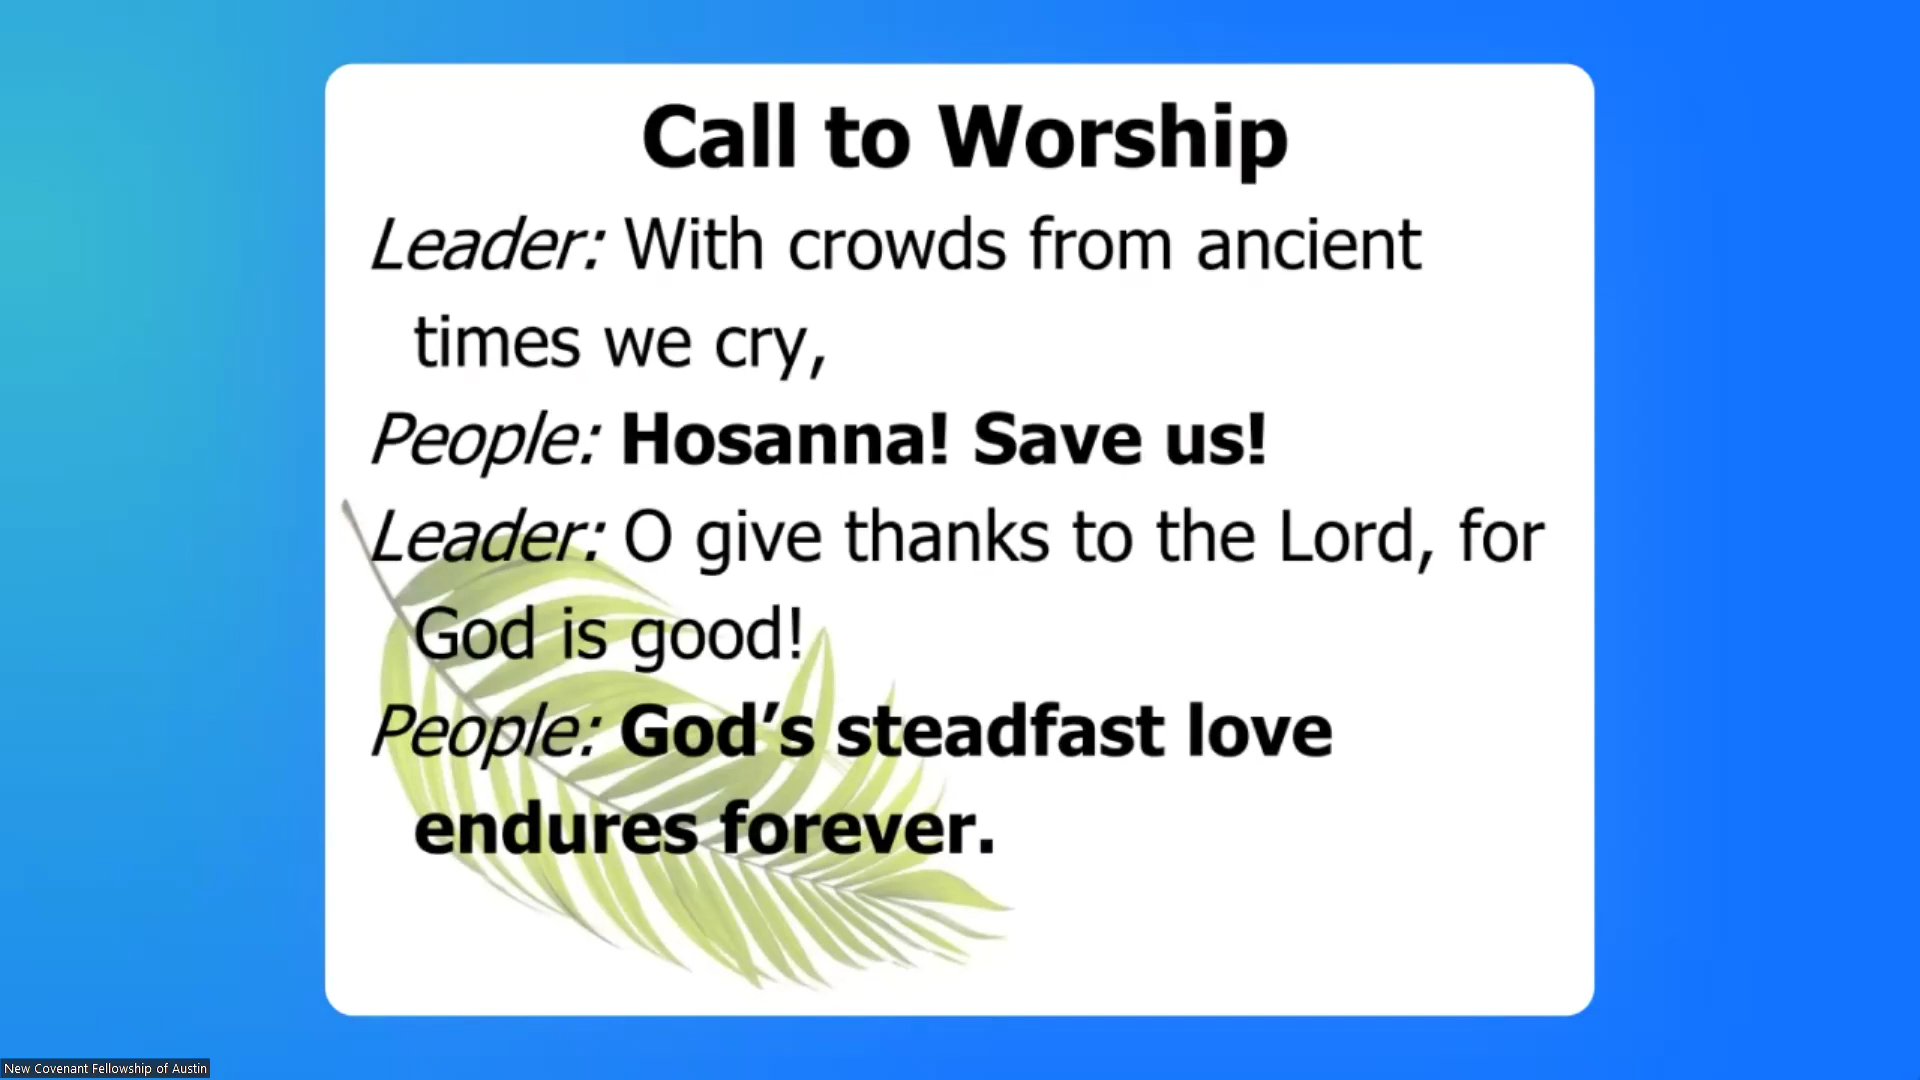 Call to Worship
Leader: With crowds from ancient
times we cry,
People: Hosanna! Save us!
Leader: O give thanks to the Lord, for
God is good!
People: God’s steadfast love
endures forever.
New Covenant Fellowship of Austin